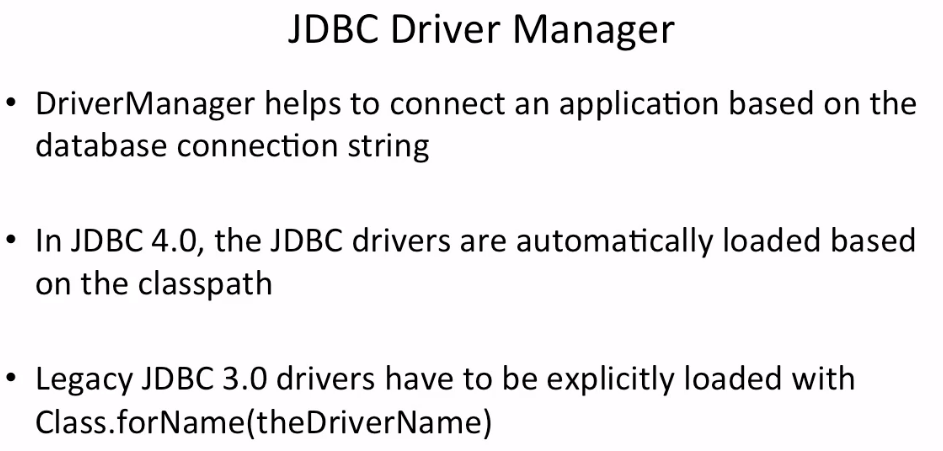 JDBC Driver Manager
• DriverManager helps to connect an application based on the
database connection string
• In JDBC 4.0, the JDBC drivers are automatically loaded based
on the classpath
• Legacy JDBC 3.0 drivers have to be explicitly loaded with
Class.forName(theDriverName)